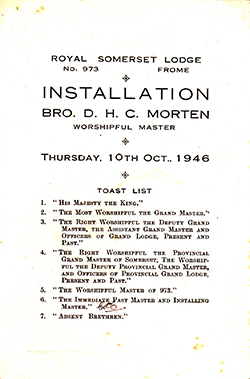 ROYAL SOMERSET LODGE
NO. 973 FROME
INSTALLATION
BRO. D. H. C. MORTEN
WORSHIPFUL MASTER
THURSDAY, 10TH OCT., 1946
TOAST LIST
1. "HIS MAJESTY THE KING."
2. "THE MOST WORSHIPFUL THE GRAND MASTER."
3. "THE RIGHT WORSHIPFUL THE DEPUTY GRAND
MASTER, THE ASSISTANT GRAND MASTER AND
OFFICERS OF GRAND LODGE, PRESENT AND
PAST."
4. "THE RIGHT WORSHIPFUL THE PROVINCIAL
GRAND MASTER OF SOMERSET, THE WORSHIP-
FUL THE DEPUTY PROVINCIAL GRAND MASTER,
AND OFFICERS OF PROVINCIAL GRAND LODGE,
PRESENT AND PAST."
5. "THE WORSHIPFUL MASTER OF 973."
6. "THE IMMEDIATE PAST MASTER AND INSTALLING
MASTER."
7. "ABSENT BRETHREN."